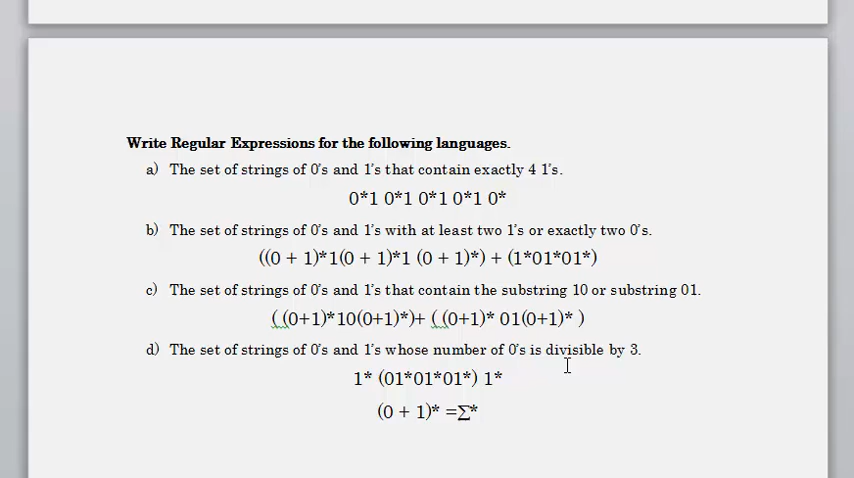 Write Regular Expressions for the following languages.
a) The set of strings of 0's and 1's that contain exactly 4 1's.
0*1 0*1 0*1 0*1 0*
b) The set of strings of 0's and 1's with at least two 1's or exactly two 0's.
((0 + 1)*1(0 + 1)*1 (0 + 1)*) + (1*01*01*)
c) The set of strings of 0's and 1's that contain the substring 10 or substring 01.
( (0+1)*10(0+1)*)+ ( (0+1)* 01(0+1)* )
d) The set of strings of 0's and 1's whose number of 0's is divisible by 3.
1* (01*01*01*) 1*
(0 + 1)* =Σ*